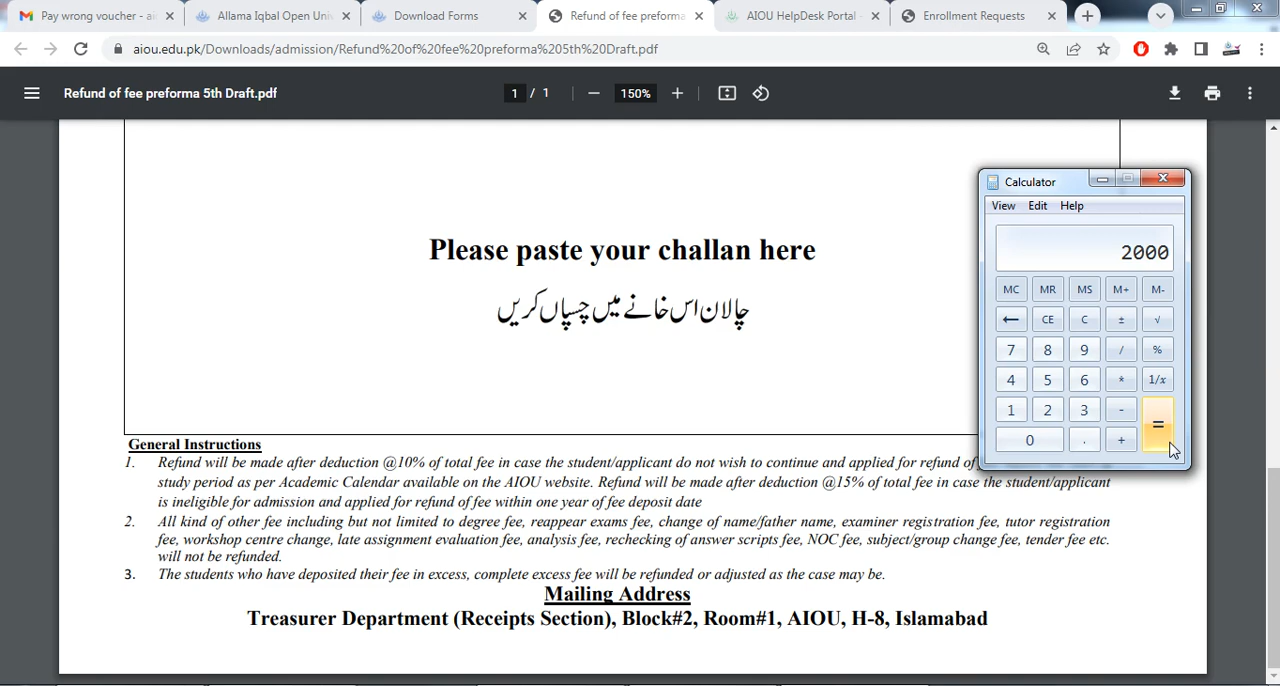 Pay wrong voucher - ai
Allama Iqbal Open Uni
Download Forms
Refund of fee preforma
AIOU HelpDesk Portal -
Enrollment Requests
aiou.edu.pk/Downloads/admission/Refund%20of%20fee%20preforma%205th%20Draft.pdf
Refund of fee preforma 5th Draft.pdf
1 / 1
150%
Please paste your challan here
چالان اس خانے میں چسپاں کریں
Calculator
View Edit Help
2000
MC MR MS M+ M-
← CE C ± √
7 8 9 / %
4 5 6 * 1/x
1 2 3 - =
0 . +
General Instructions
1. Refund will be made after deduction @10% of total fee in case the student/applicant do not wish to continue and applied for refund of
study period as per Academic Calendar available on the AIOU website. Refund will be made after deduction @15% of total fee in case the student/applicant
is ineligible for admission and applied for refund of fee within one year of fee deposit date
2. All kind of other fee including but not limited to degree fee, reappear exams fee, change of name/father name, examiner registration fee, tutor registration
fee, workshop centre change, late assignment evaluation fee, analysis fee, rechecking of answer scripts fee, NOC fee, subject/group change fee, tender fee etc.
will not be refunded.
3. The students who have deposited their fee in excess, complete excess fee will be refunded or adjusted as the case may be.
Mailing Address
Treasurer Department (Receipts Section), Block#2, Room#1, AIOU, H-8, Islamabad